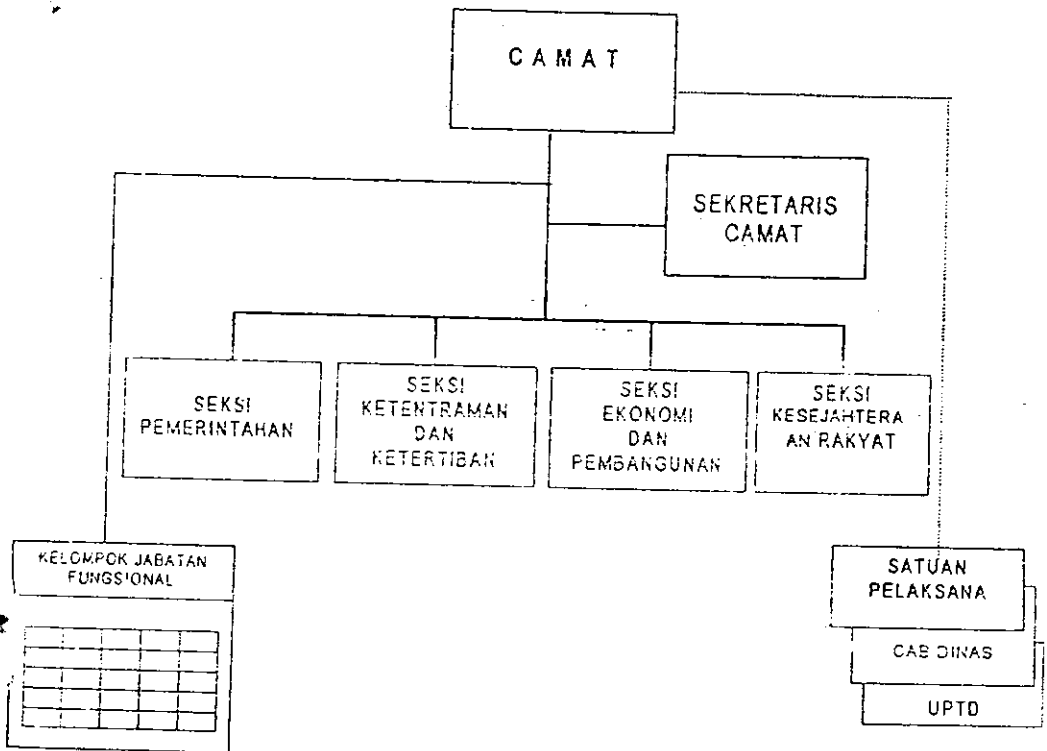 C A M A T
SEKRETARIS
CAMAT
SEKSI
PEMERINTAHAN
SEKSI
KETENTRAMAN
DAN
KETERTIBAN
SEKSI
EKONOMI
DAN
PEMBANGUNAN
SEKSI
KESEJAHTERA
AN RAKYAT
KELOMPOK JABATAN
FUNGSIONAL
SATUAN
PELAKSANA
CAB DINAS
UPTD